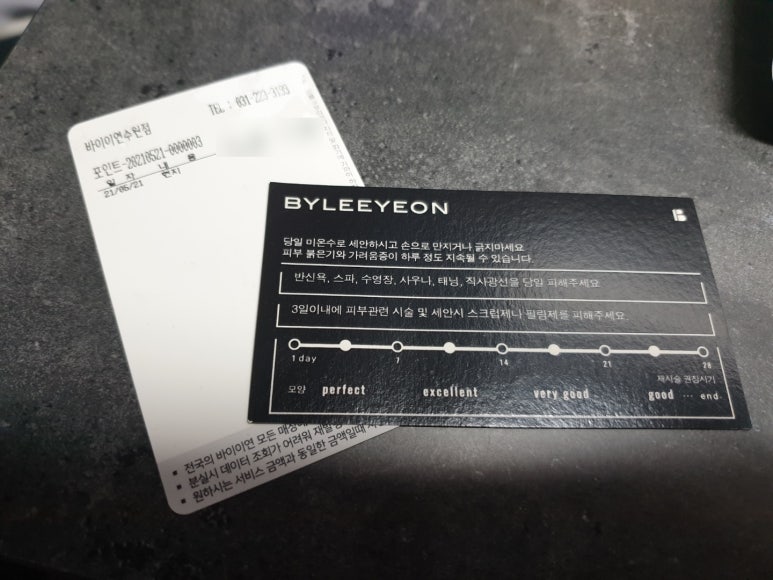 바이이연수원점
TEL : 031-223-3133
포인트-20210521-0000003
일 자 내 용
21/05/21
BYLEEYEON
당일 미온수로 세안하시고 손으로 만지거나 긁지마세요
피부 붉은기와 가려움증이 하루 정도 지속될 수 있습니다
반신욕, 스파, 수영장, 사우나, 태닝, 직사광선을 당일 피해주세요
3일이내에 피부관련 시술 및 세안시 스크럽제나 필링제를 피해주세요
1 day 7 14 21 28
재시술 권장시기
모양 perfect excellent very good good ··· end
▪ 전국의 바이이연 모든 매장
▪ 분실시 데이터 조회가 어려워 재발
▪ 원하시는 서비스 금액과 동일한 금액일때